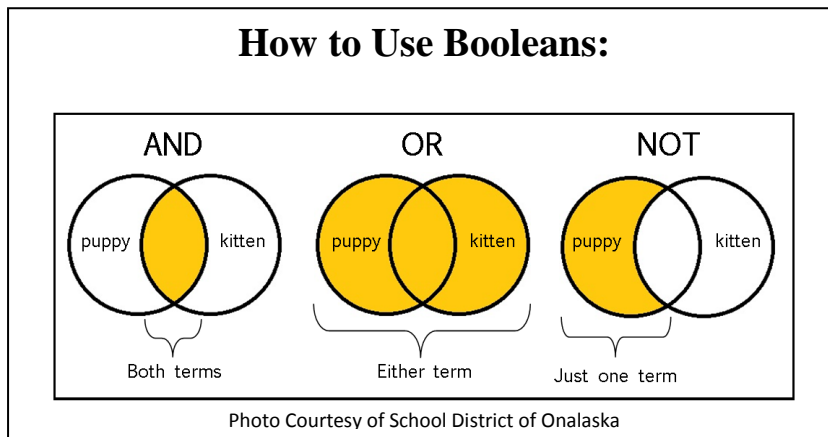 How to Use Booleans:
AND OR NOT
puppy kitten puppy kitten puppy kitten
Both terms Either term Just one term
Photo Courtesy of School District of Onalaska